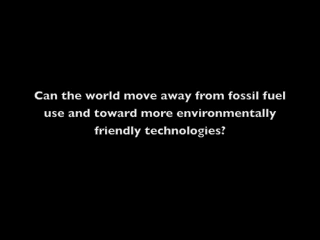 Can the world move away from fossil fuel
use and toward more environmentally
friendly technologies?